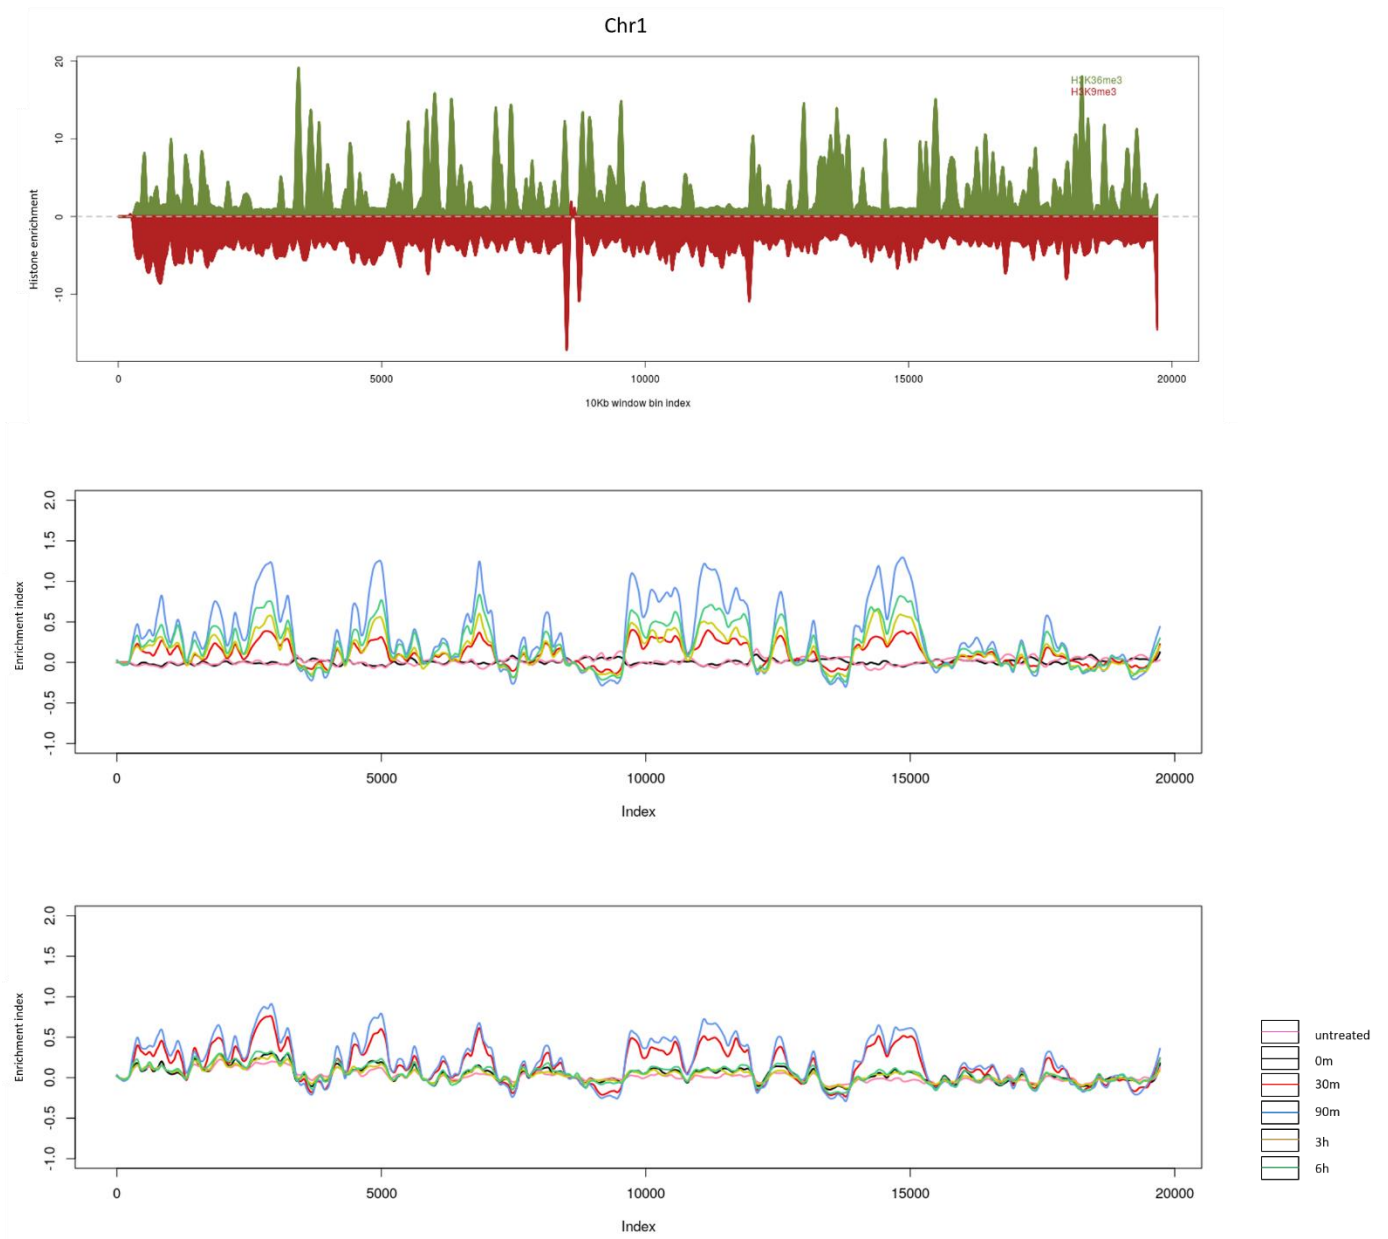 Chr1
Histone enrichment
20
10
0
-10
H3K36me3
H3K9me3
0 5000 10000 15000 20000
10Kb window bin index
Enrichment index
2.0
1.5
1.0
0.5
0.0
-0.5
-1.0
0 5000 10000 15000 20000
Index
Enrichment index
2.0
1.5
1.0
0.5
0.0
-0.5
-1.0
0 5000 10000 15000 20000
Index
untreated
0m
30m
90m
3h
6h